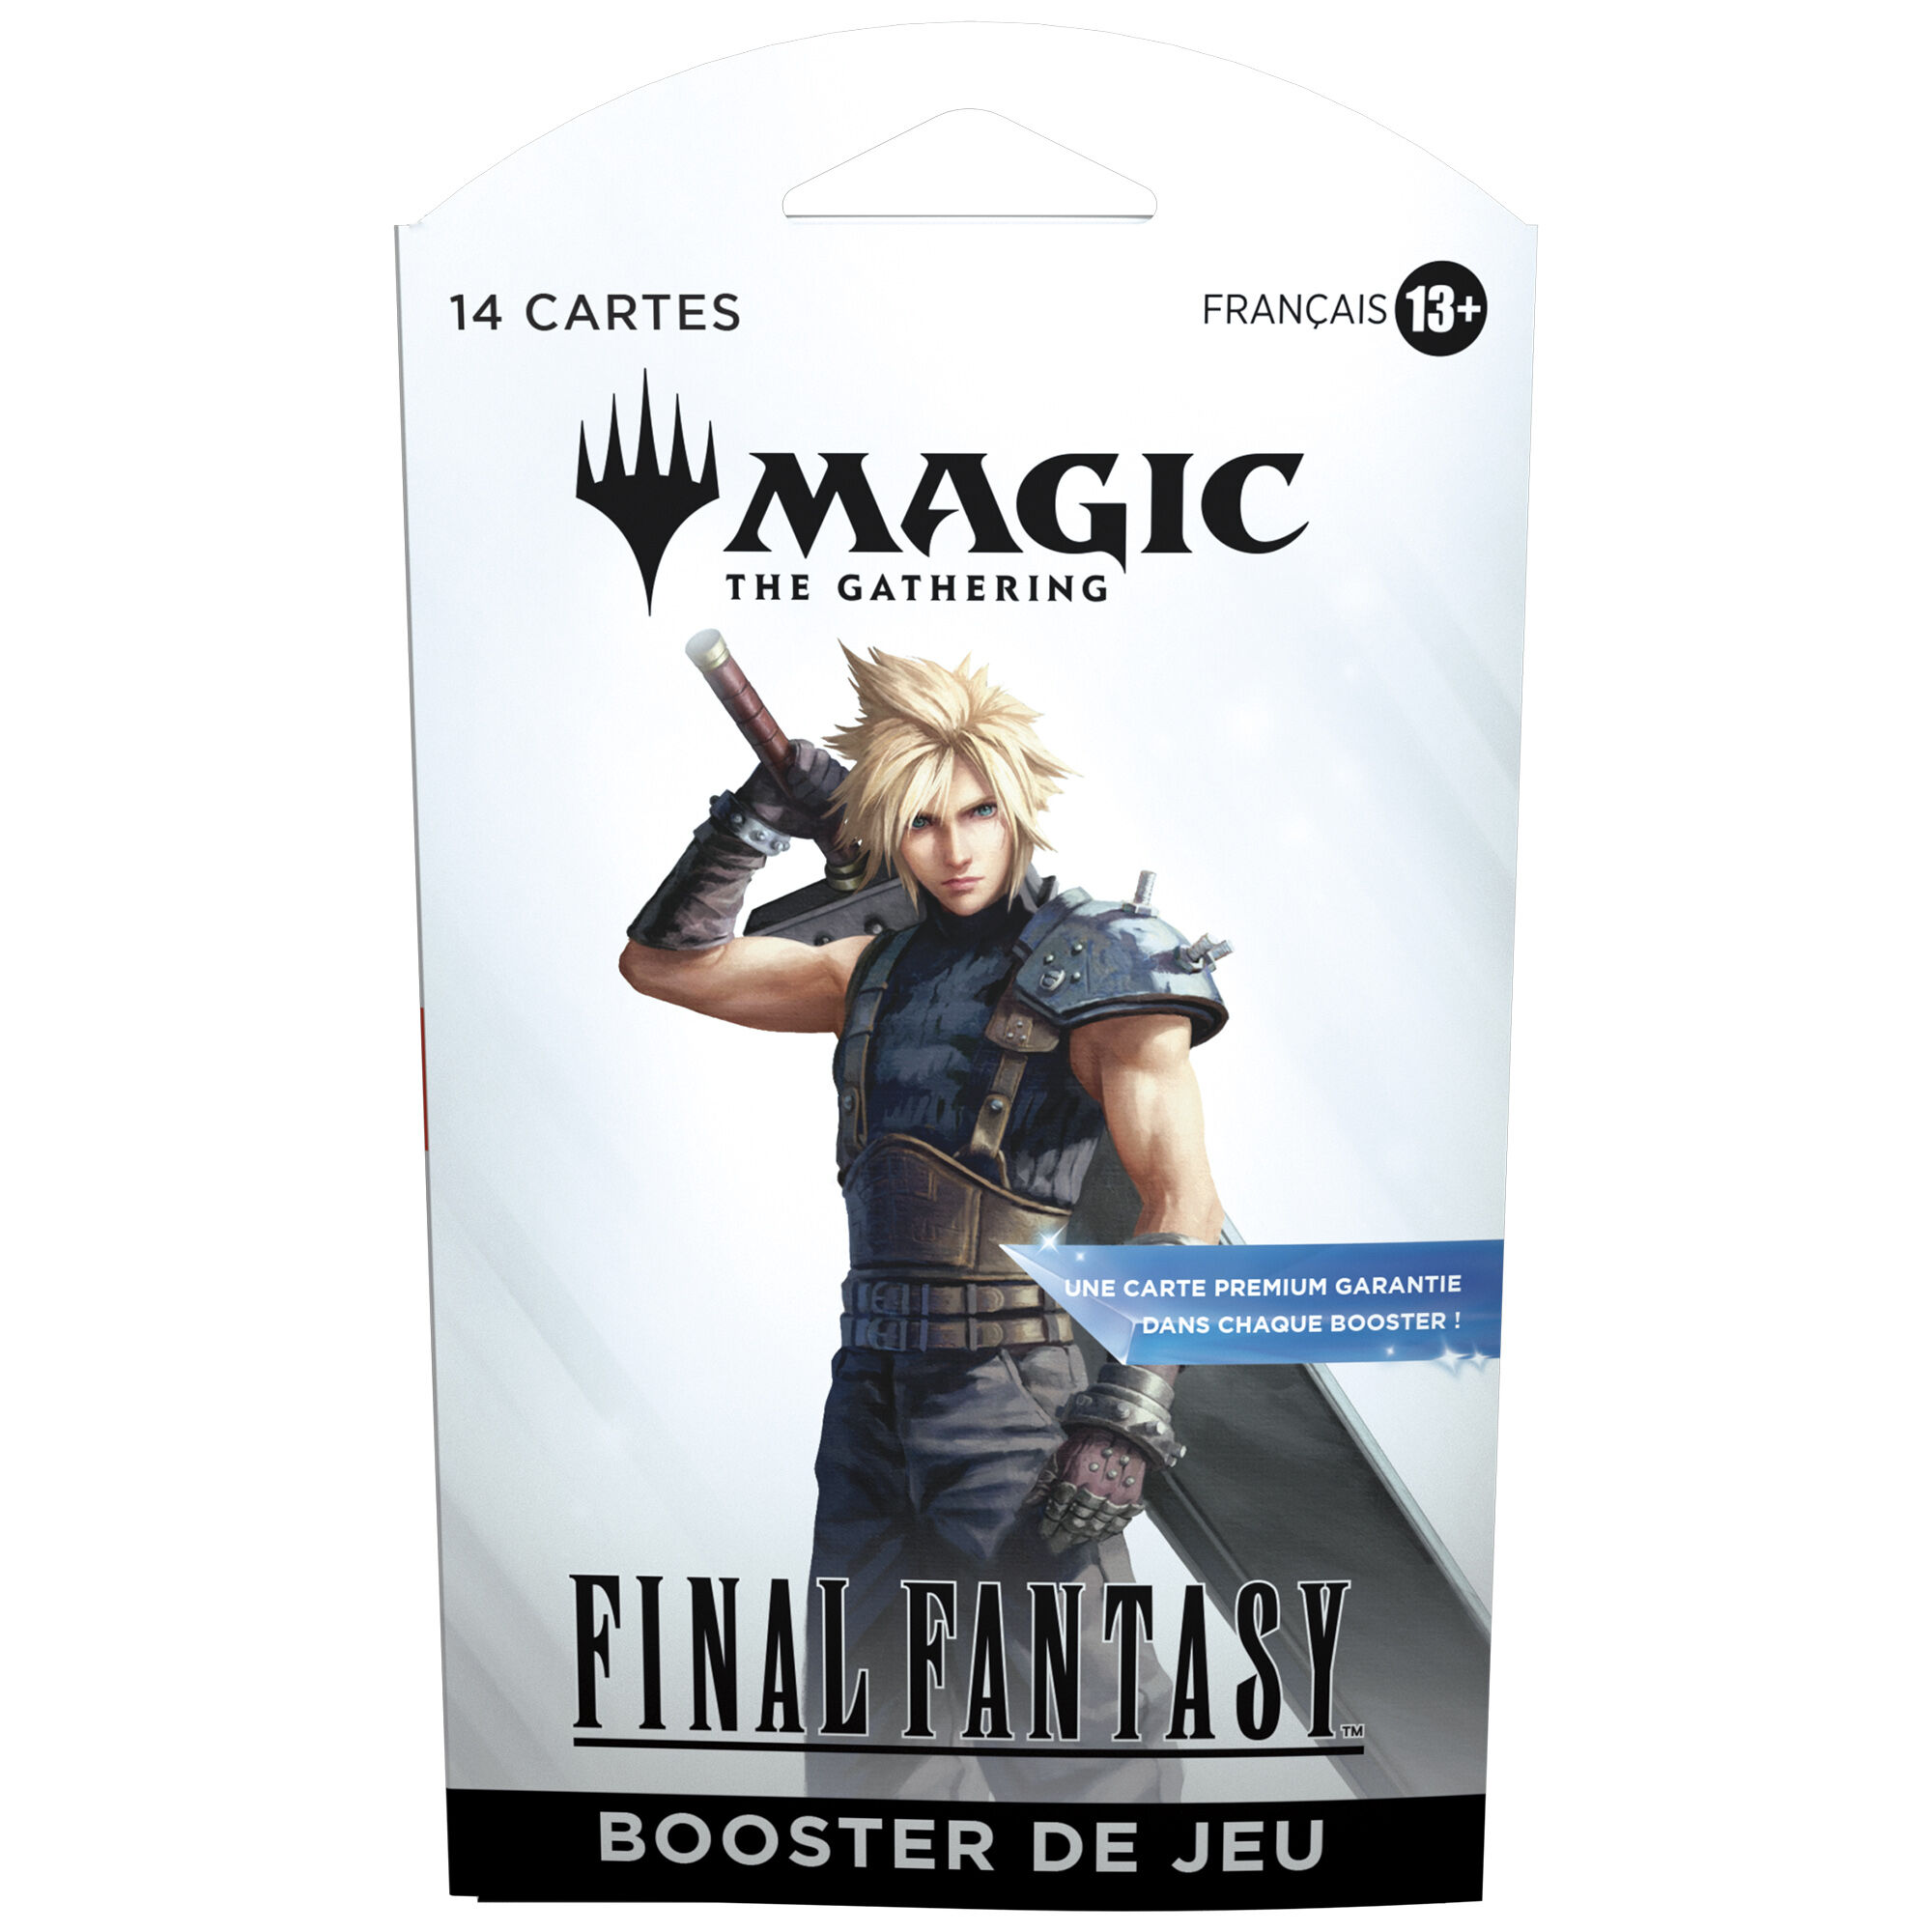 14 CARTES
FRANÇAIS 13+
MAGIC
THE GATHERING
UNE CARTE PREMIUM GARANTIE
DANS CHAQUE BOOSTER !
FINAL FANTASY™
BOOSTER DE JEU